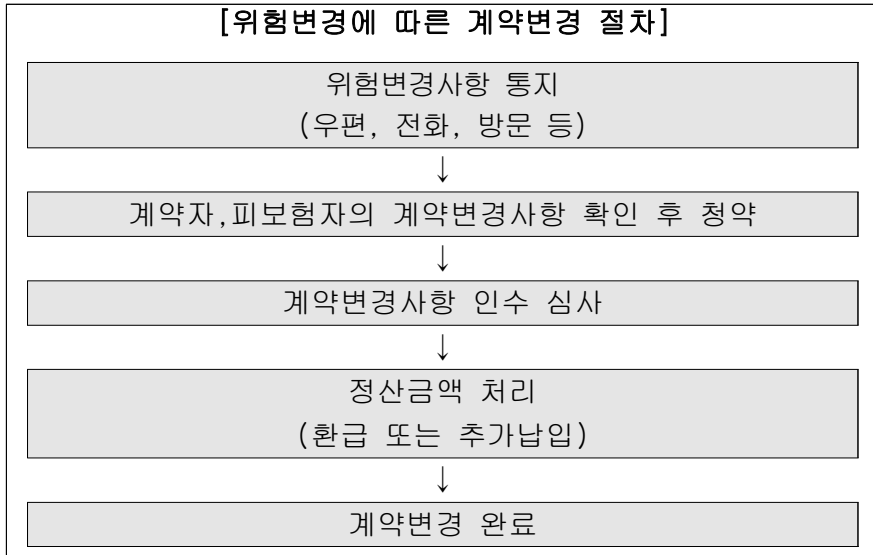 [위험변경에 따른 계약변경 절차]
위험변경사항 통지
(우편, 전화, 방문 등)
↓
계약자,피보험자의 계약변경사항 확인 후 청약
↓
계약변경사항 인수 심사
↓
정산금액 처리
(환급 또는 추가납입)
↓
계약변경 완료